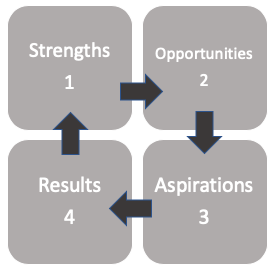 Strengths
1
Opportunities
2
Aspirations
3
Results
4